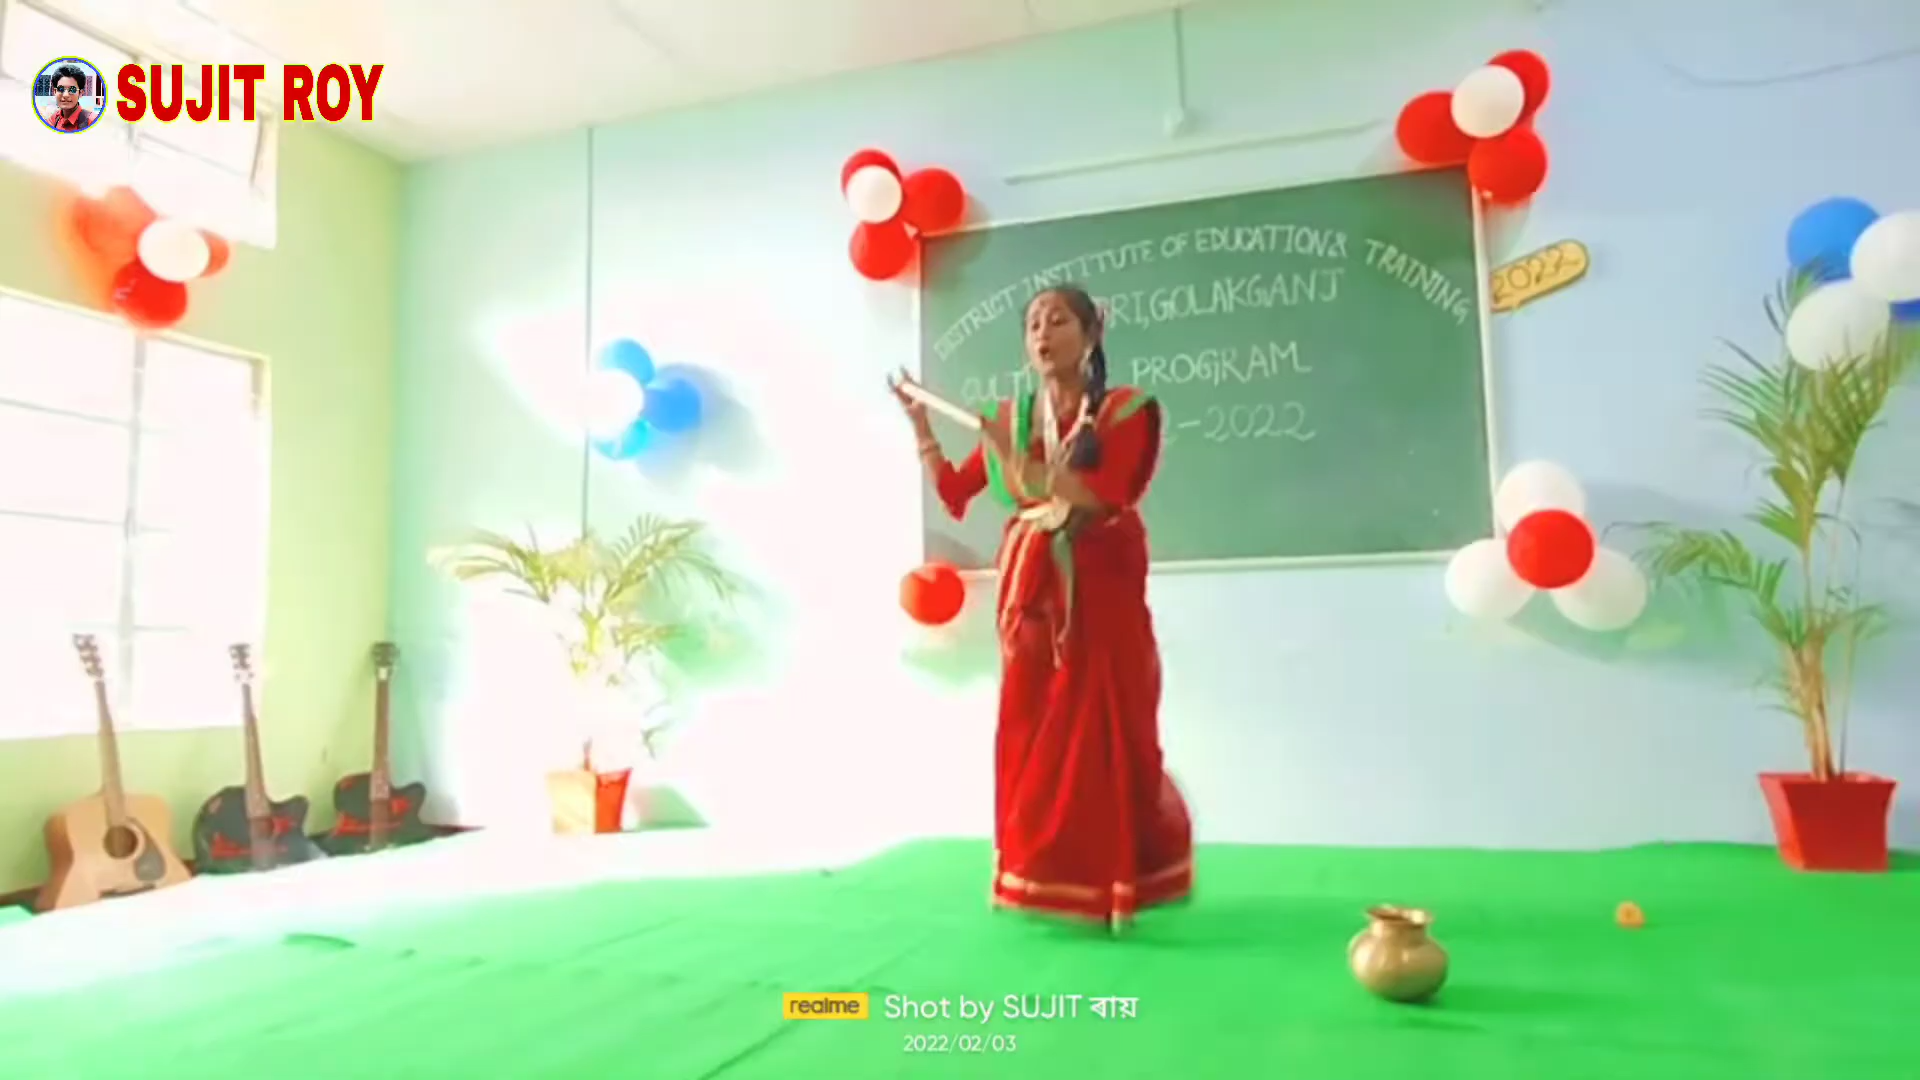 SUJIT ROY
DISTRICT INSTITUTE OF EDUCATION & TRAINING,
GOLAKGANJ
PROGRAM
-2022
2022
realme Shot by SUJIT ৰায়
2022/02/03